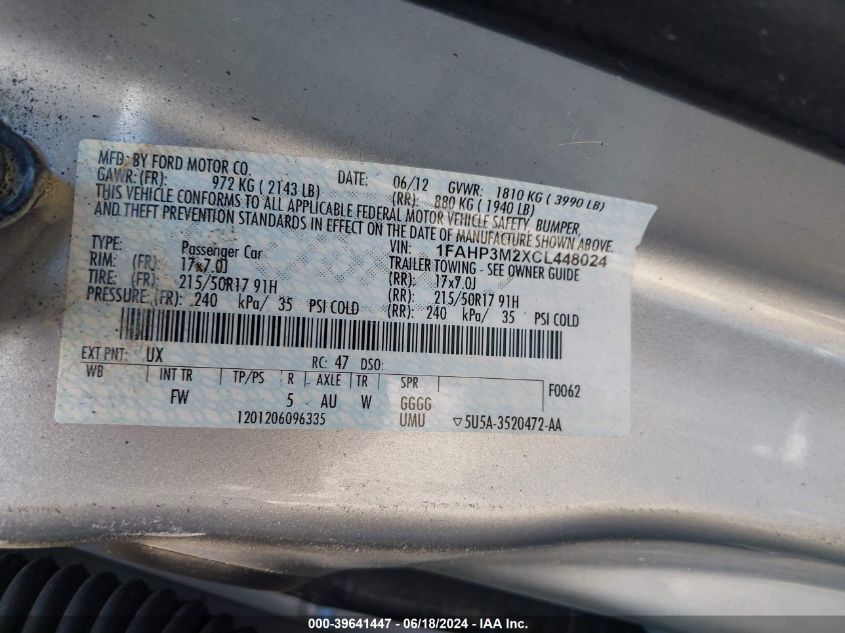 MFD. BY FORD MOTOR CO. DATE: 06/12 GVWR: 1810 KG ( 3990 LB)
GAWR: (FR): 972 KG ( 2143 LB) (RR): 880 KG ( 1940 LB)
THIS VEHICLE CONFORMS TO ALL APPLICABLE FEDERAL MOTOR VEHICLE SAFETY, BUMPER,
AND THEFT PREVENTION STANDARDS IN EFFECT ON THE DATE OF MANUFACTURE SHOWN ABOVE.
VIN: 1FAHP3M2XCL448024
TYPE: Passenger Car TRAILER TOWING - SEE OWNER GUIDE
RIM: (FR) 17x7.0J (RR): 17x7.0J
TIRE: (FR): 215/50R17 91H (RR): 215/50R17 91H
PRESSURE: (FR): 240 kPa/ 35 PSI COLD (RR): 240 kPa/ 35 PSI COLD
EXT PNT: UX RC: 47 DSO:
WB INT TR TP/PS R AXLE TR SPR F0062
FW 5 AU W GGGG
1201206096335 UMU ▽5U5A-3520472-AA
000-39641447 - 06/18/2024 - www.iaai.com